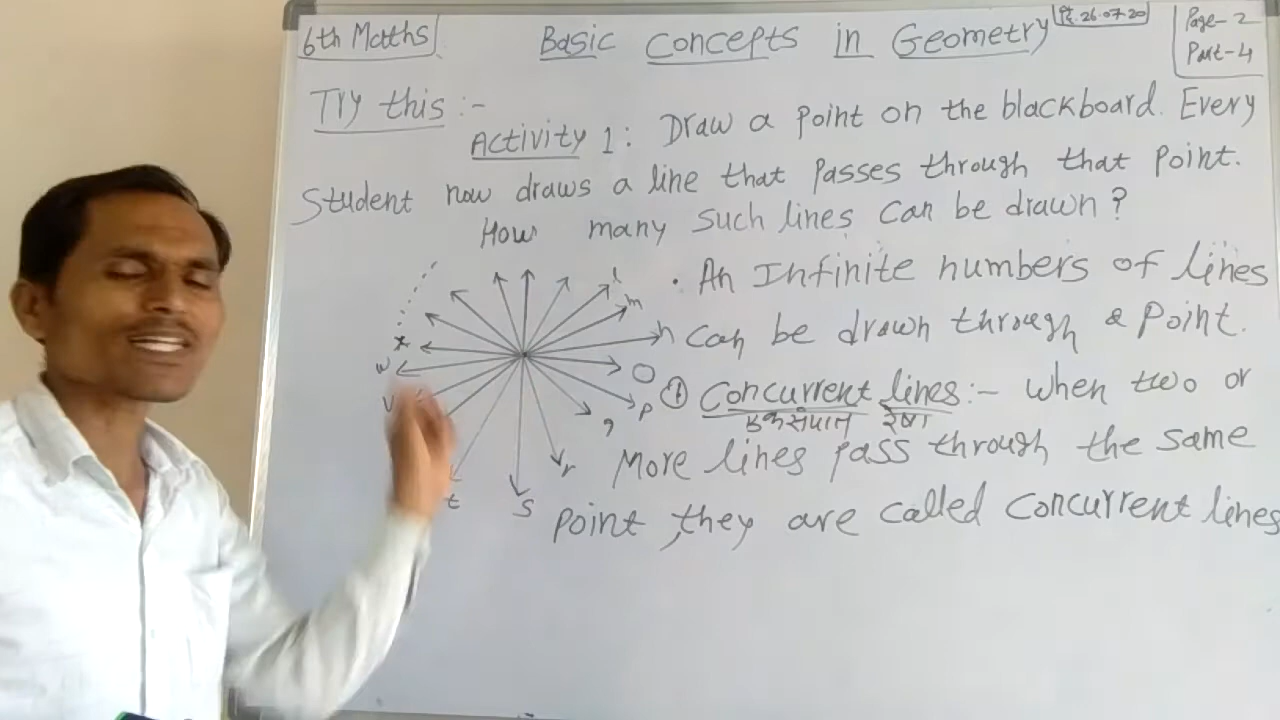 6th Maths
Basic Concepts in Geometry
दि. 26.07.20
Page-2
Part-4
Try this :-
Activity 1: Draw a point on the blackboard. Every
Student now draws a line that passes through that point.
How many such lines can be drawn?
. An Infinite numbers of lines
can be drawn through a point.
① Concurrent lines :- when two or
एकसंपात रेषा
More lines pass through the same
point, they are called concurrent lines
l
m
n
o
p
q
r
s
t
v
w
x